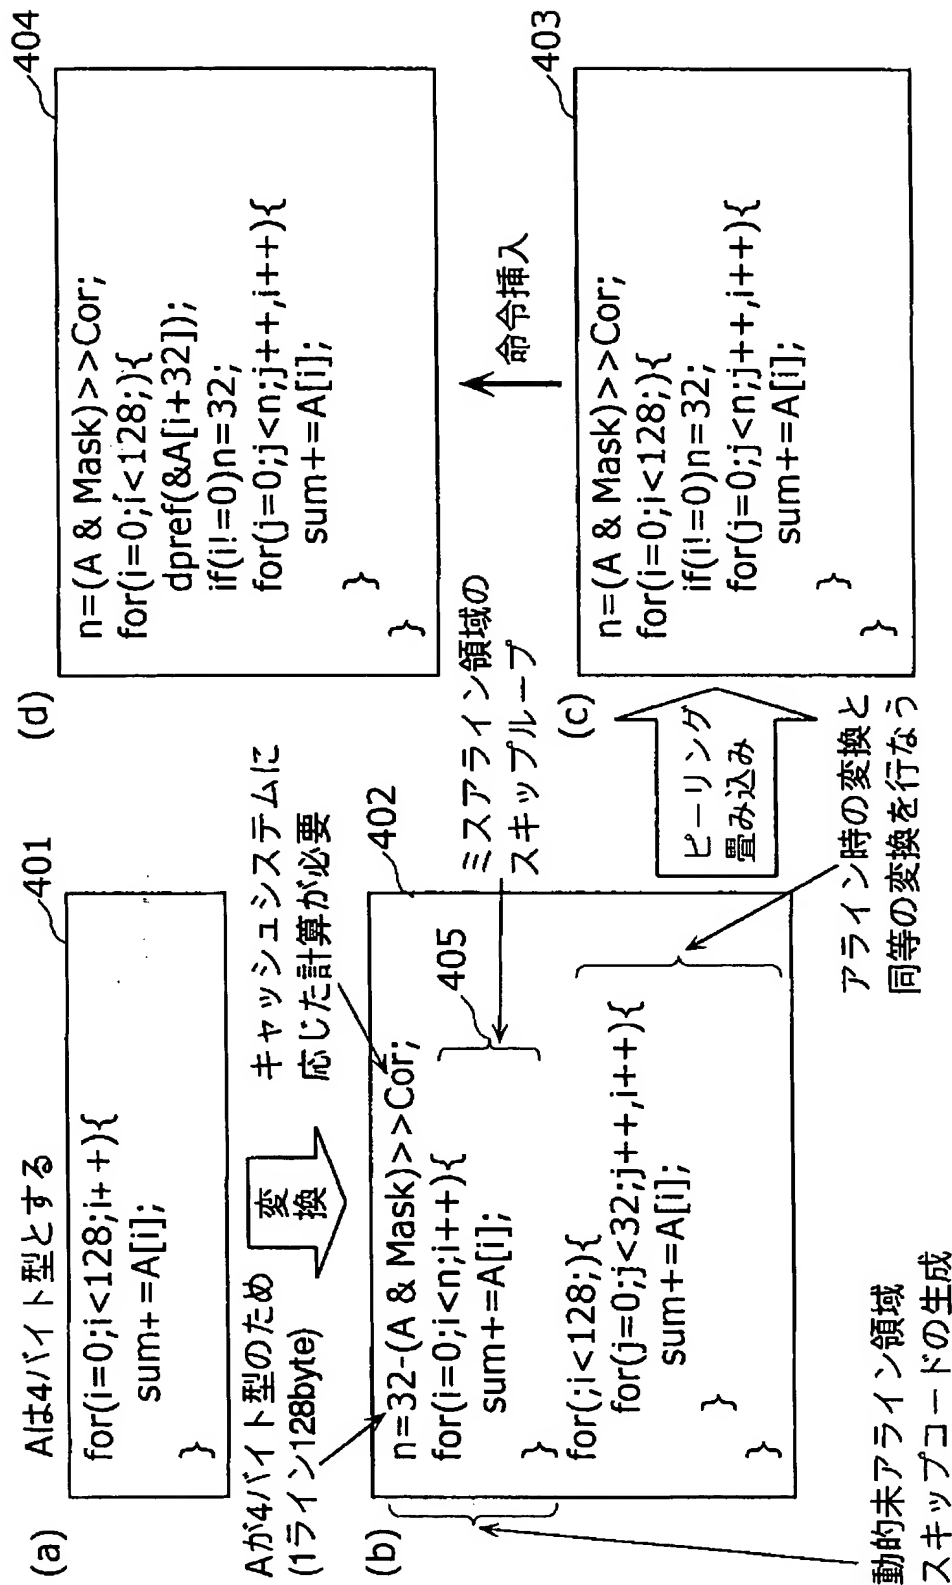 (a)
Aは4バイト型とする
401
for(i=0;i<128;i++){
sum+=A[i];
}
Aが4バイト型のため
(1ライン128byte)
変換
キャッシュシステムに
応じた計算が必要
(b)
402
n=32-(A & Mask)>>Cor;
for(i=0;i<n;i++){
sum+=A[i];
}
405
for(;i<128;){
for(j=0;j<32;j++,i++){
sum+=A[i];
}
}
ミスアライン領域の
スキップループ
動的未アライン領域
スキップコードの生成
アライン時の変換と
同等の変換を行なう
ピーリング
畳み込み
(c)
403
n=(A & Mask)>>Cor;
for(i=0;i<128;){
if(i!=0)n=32;
for(j=0;j<n;j++,i++){
sum+=A[i];
}
}
命令挿入
(d)
404
n=(A & Mask)>>Cor;
for(i=0;i<128;){
dpref(&A[i+32]);
if(i!=0)n=32;
for(j=0;j<n;j++,i++){
sum+=A[i];
}
}